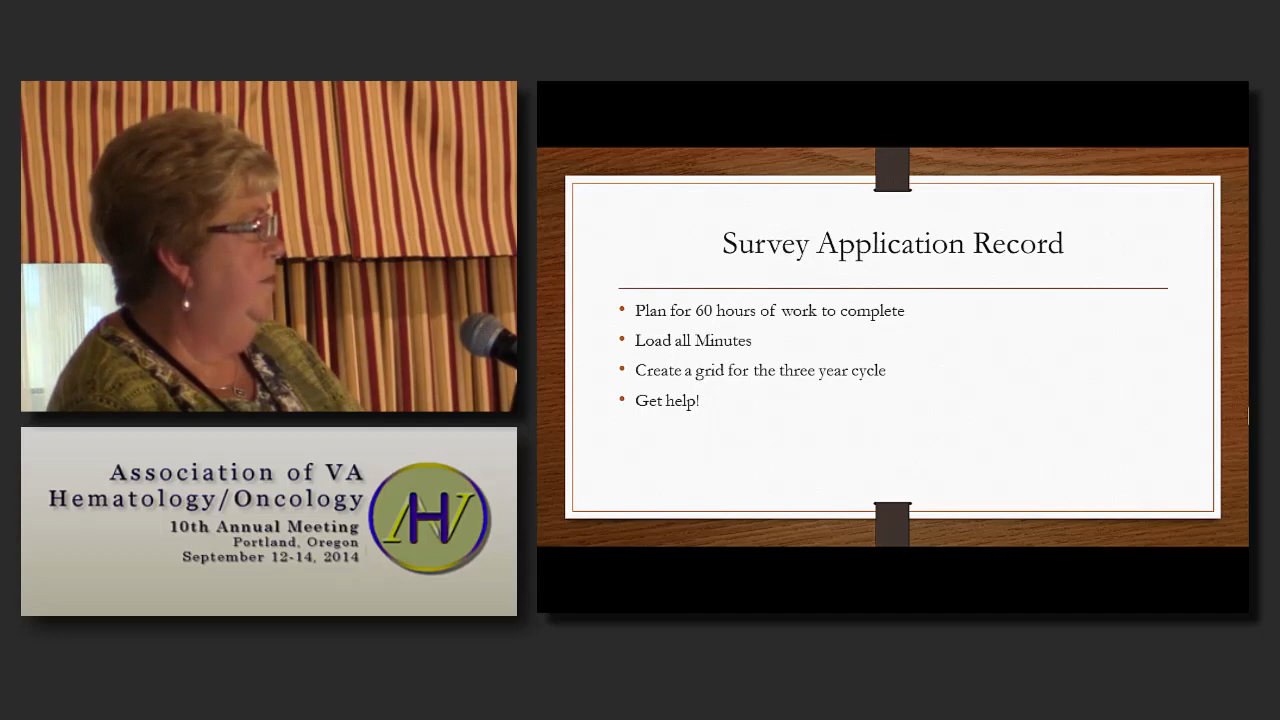 Survey Application Record
• Plan for 60 hours of work to complete
• Load all Minutes
• Create a grid for the three year cycle
• Get help!
Association of VA
Hematology/Oncology
10th Annual Meeting
Portland, Oregon
September 12-14, 2014
AHV